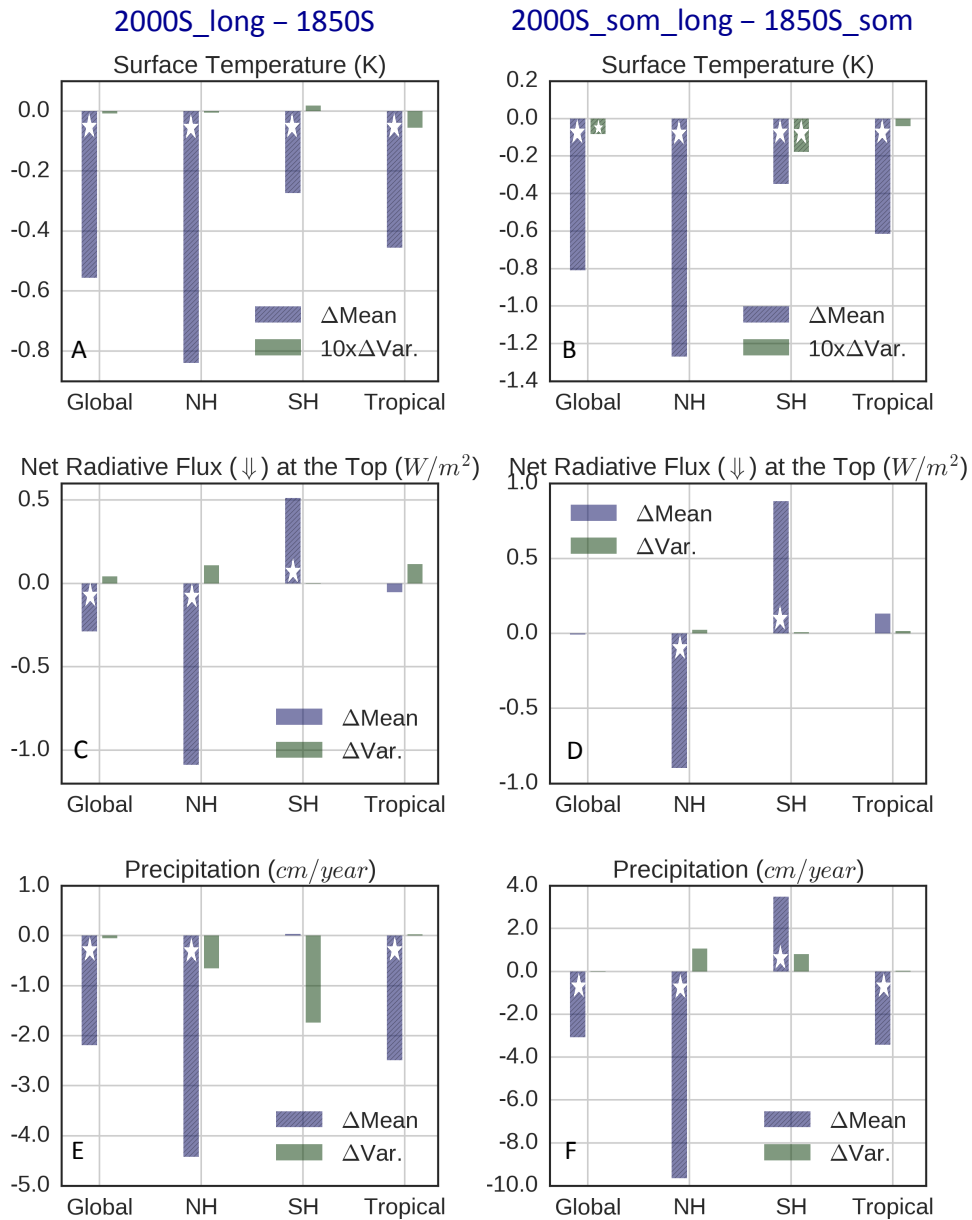 2000S_long – 1850S
2000S_som_long – 1850S_som
Surface Temperature (K)
0.0
-0.2
-0.4
-0.6
-0.8
ΔMean
10xΔVar.
A
Global NH SH Tropical
Surface Temperature (K)
0.2
0.0
-0.2
-0.4
-0.6
-0.8
-1.0
-1.2
-1.4
ΔMean
10xΔVar.
B
Global NH SH Tropical
Net Radiative Flux (⇓) at the Top (W/m²)
0.5
0.0
-0.5
-1.0
ΔMean
ΔVar.
C
Global NH SH Tropical
Net Radiative Flux (⇓) at the Top (W/m²)
1.0
0.5
0.0
-0.5
-1.0
ΔMean
ΔVar.
D
Global NH SH Tropical
Precipitation (cm/year)
1.0
0.0
-1.0
-2.0
-3.0
-4.0
-5.0
ΔMean
ΔVar.
E
Global NH SH Tropical
Precipitation (cm/year)
4.0
2.0
0.0
-2.0
-4.0
-6.0
-8.0
-10.0
ΔMean
ΔVar.
F
Global NH SH Tropical